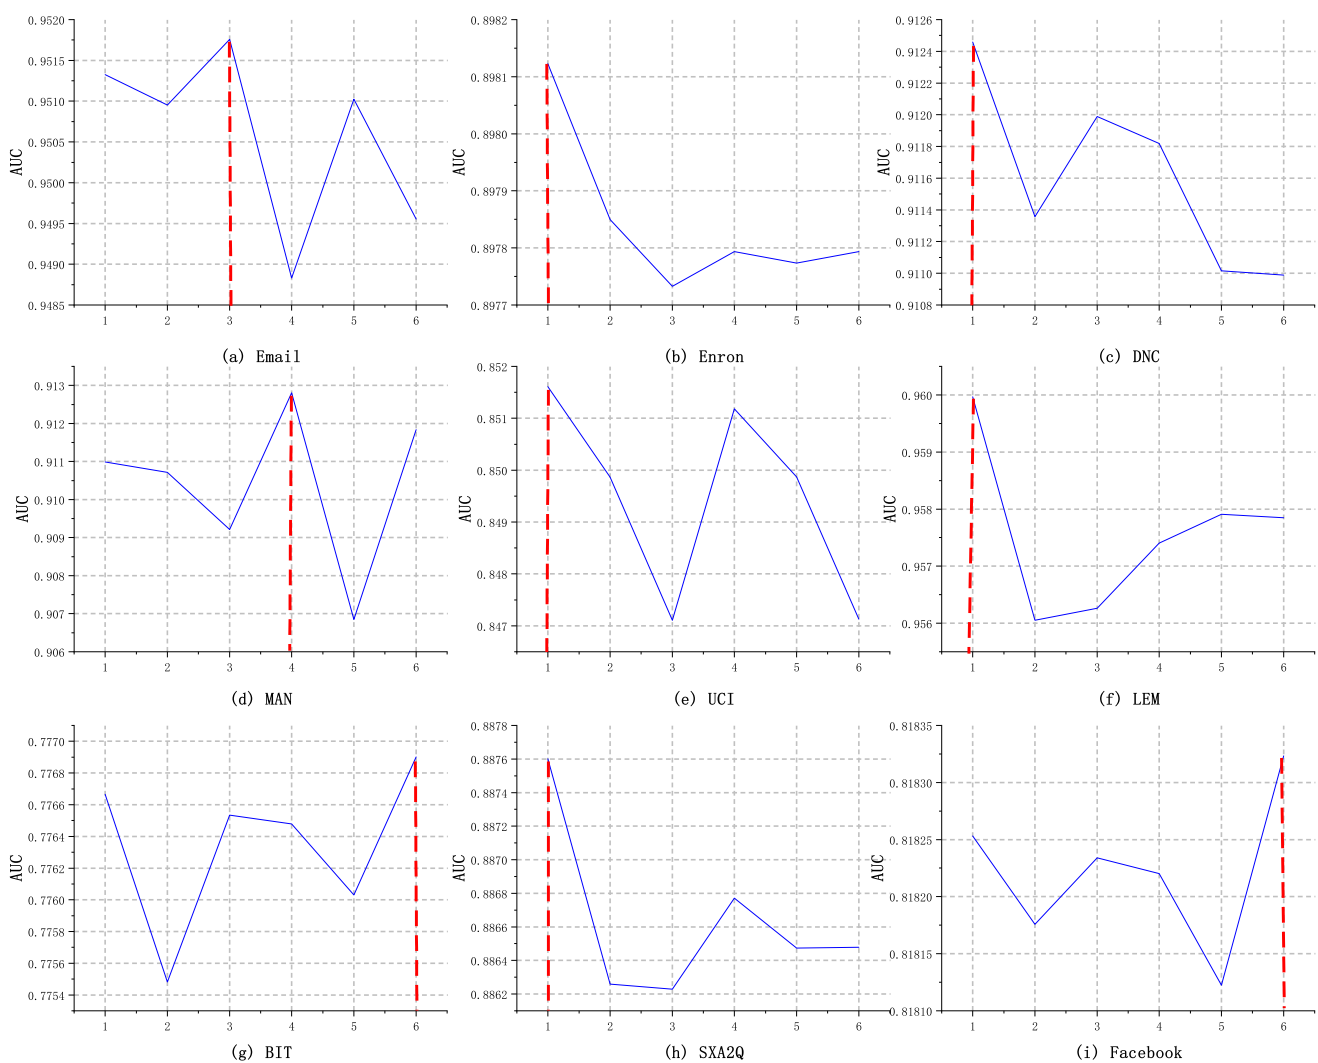 AUC
0.9520
0.9515
0.9510
0.9505
0.9500
0.9495
0.9490
0.9485
1 2 3 4 5 6
(a) Email
AUC
0.8982
0.8981
0.8980
0.8979
0.8978
0.8977
1 2 3 4 5 6
(b) Enron
AUC
0.9126
0.9124
0.9122
0.9120
0.9118
0.9116
0.9114
0.9112
0.9110
0.9108
1 2 3 4 5 6
(c) DNC
AUC
0.913
0.912
0.911
0.910
0.909
0.908
0.907
0.906
1 2 3 4 5 6
(d) MAN
AUC
0.852
0.851
0.850
0.849
0.848
0.847
1 2 3 4 5 6
(e) UCI
AUC
0.960
0.959
0.958
0.957
0.956
1 2 3 4 5 6
(f) LEM
AUC
0.7770
0.7768
0.7766
0.7764
0.7762
0.7760
0.7758
0.7756
0.7754
1 2 3 4 5 6
(g) BIT
AUC
0.8878
0.8876
0.8874
0.8872
0.8870
0.8868
0.8866
0.8864
0.8862
1 2 3 4 5 6
(h) SXA2Q
AUC
0.81835
0.81830
0.81825
0.81820
0.81815
0.81810
1 2 3 4 5 6
(i) Facebook